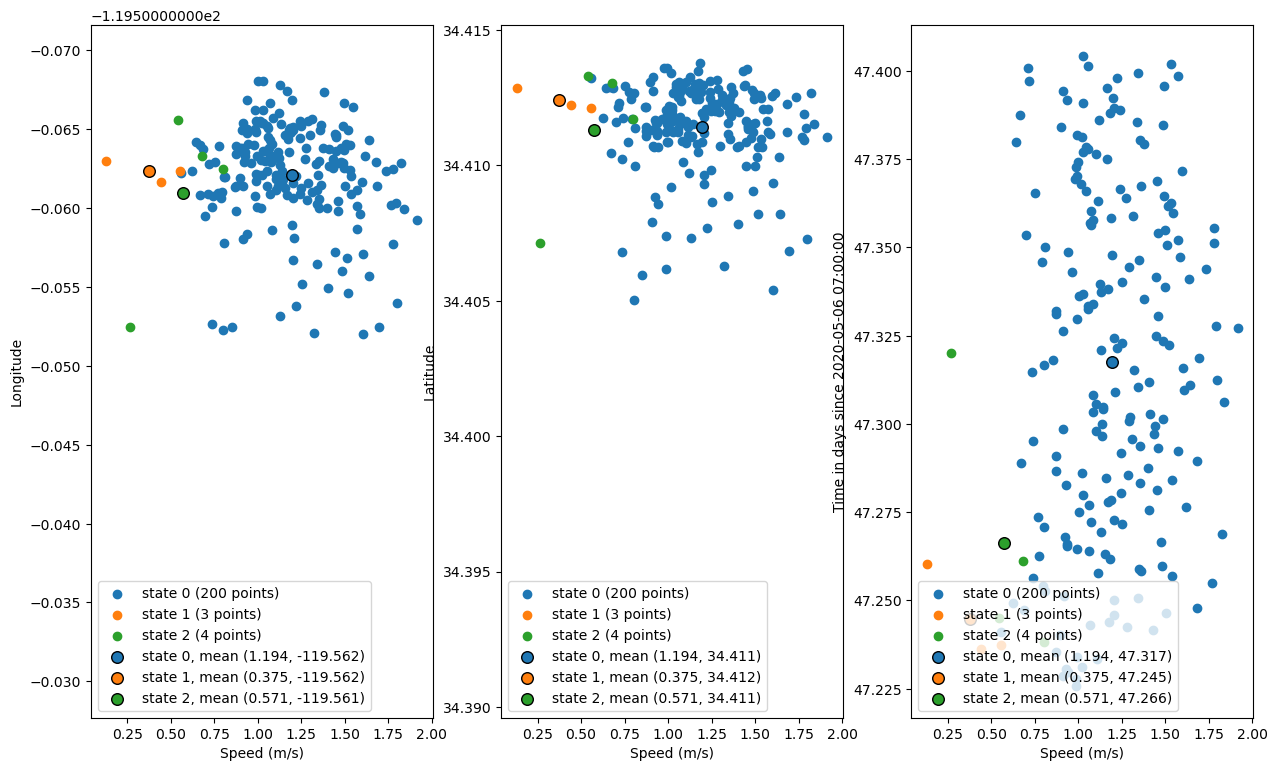 −1.1950000000e2
−0.070
−0.065
−0.060
−0.055
−0.050
−0.045
−0.040
−0.035
−0.030
Longitude
state 0 (200 points)
state 1 (3 points)
state 2 (4 points)
state 0, mean (1.194, -119.562)
state 1, mean (0.375, -119.562)
state 2, mean (0.571, -119.561)
0.25 0.50 0.75 1.00 1.25 1.50 1.75 2.00
Speed (m/s)
34.415
34.410
34.405
34.400
34.395
34.390
Latitude
state 0 (200 points)
state 1 (3 points)
state 2 (4 points)
state 0, mean (1.194, 34.411)
state 1, mean (0.375, 34.412)
state 2, mean (0.571, 34.411)
0.25 0.50 0.75 1.00 1.25 1.50 1.75 2.00
Speed (m/s)
47.400
47.375
47.350
47.325
47.300
47.275
47.250
47.225
Time in days since 2020-05-06 07:00:00
state 0 (200 points)
state 1 (3 points)
state 2 (4 points)
state 0, mean (1.194, 47.317)
state 1, mean (0.375, 47.245)
state 2, mean (0.571, 47.266)
0.25 0.50 0.75 1.00 1.25 1.50 1.75 2.00
Speed (m/s)